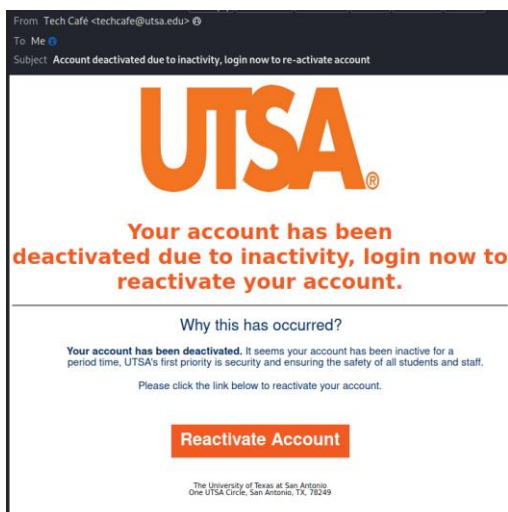 From Tech Café <techcafe@utsa.edu>
To Me
Subject Account deactivated due to inactivity, login now to re-activate account
UTSA®
Your account has been
deactivated due to inactivity, login now to
reactivate your account.
Why this has occurred?
Your account has been deactivated. It seems your account has been inactive for a
period time, UTSA's first priority is security and ensuring the safety of all students and staff.
Please click the link below to reactivate your account.
Reactivate Account
The University of Texas at San Antonio
One UTSA Circle, San Antonio, TX, 78249